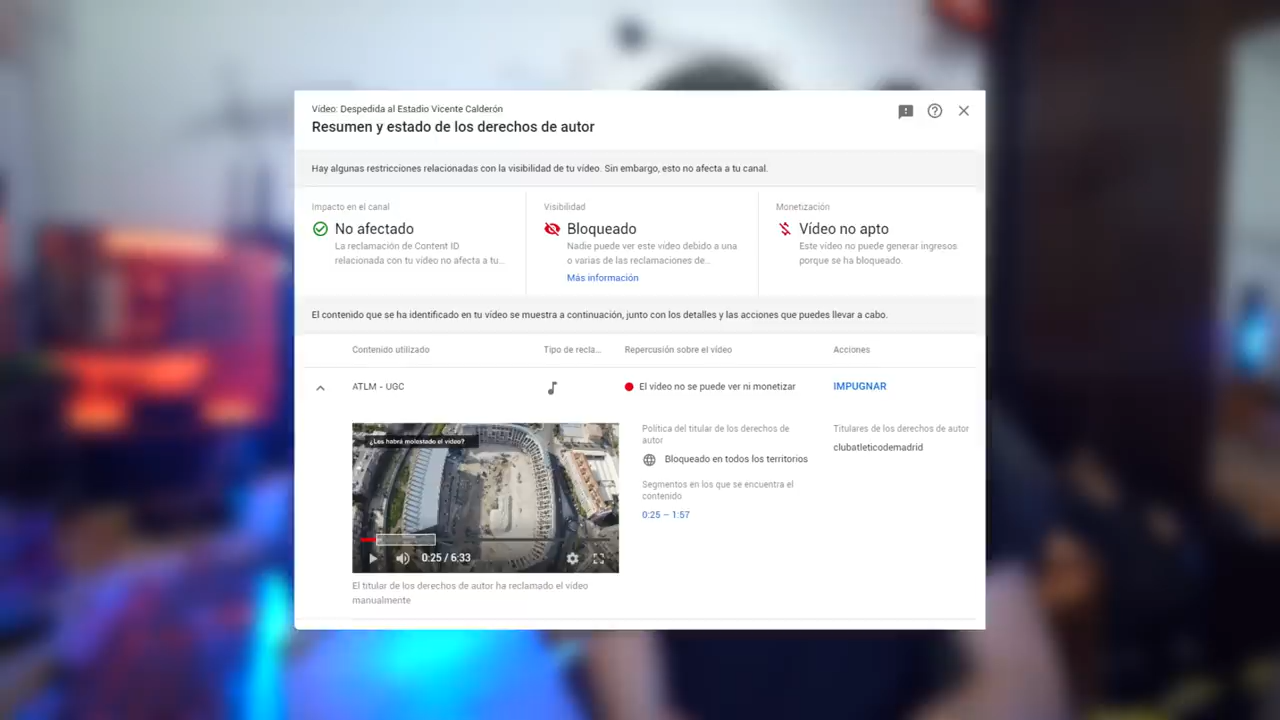 Vídeo: Despedida al Estadio Vicente Calderón
Resumen y estado de los derechos de autor
Hay algunas restricciones relacionadas con la visibilidad de tu vídeo. Sin embargo, esto no afecta a tu canal.
Impacto en el canal
No afectado
La reclamación de Content ID
relacionada con tu vídeo no afecta a tu...
Visibilidad
Bloqueado
Nadie puede ver este vídeo debido a una
o varias de las reclamaciones de...
Más información
Monetización
Vídeo no apto
Este vídeo no puede generar ingresos
porque se ha bloqueado.
El contenido que se ha identificado en tu vídeo se muestra a continuación, junto con los detalles y las acciones que puedes llevar a cabo.
Contenido utilizado
Tipo de recla...
Repercusión sobre el vídeo
Acciones
ATLM - UGC
El vídeo no se puede ver ni monetizar
IMPUGNAR
¿Les habrá molestado el vídeo?
0:25 / 6:33
El titular de los derechos de autor ha reclamado el vídeo
manualmente
Política del titular de los derechos de
autor
Bloqueado en todos los territorios
Segmentos en los que se encuentra el
contenido
0:25 – 1:57
Titulares de los derechos de autor
clubatleticodemadrid